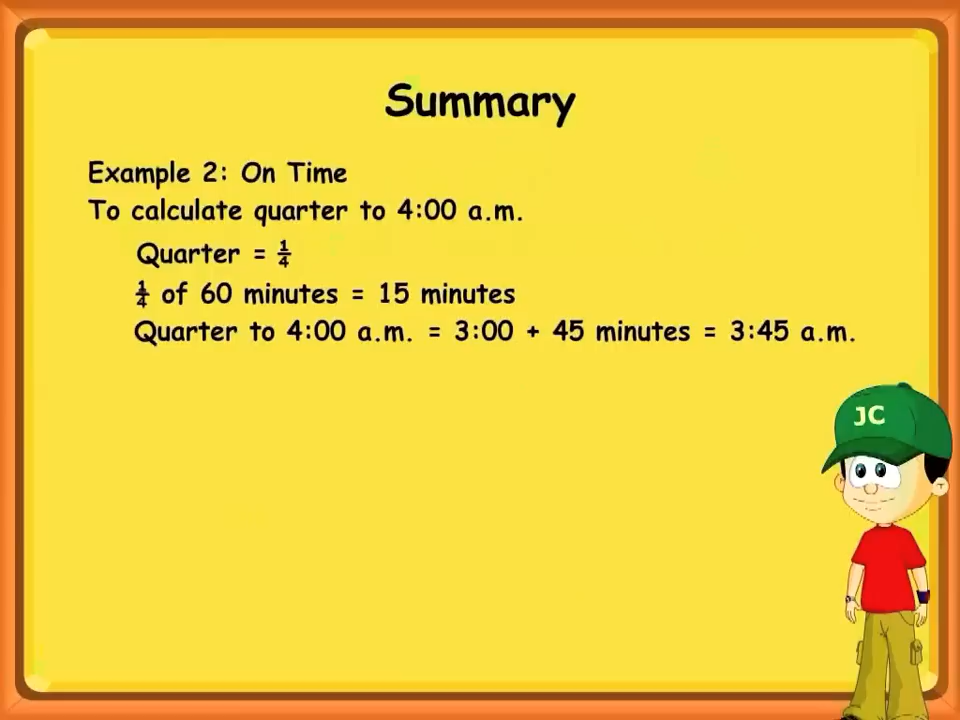 Summary
Example 2: On Time
To calculate quarter to 4:00 a.m.
Quarter = ¼
¼ of 60 minutes = 15 minutes
Quarter to 4:00 a.m. = 3:00 + 45 minutes = 3:45 a.m.
JC